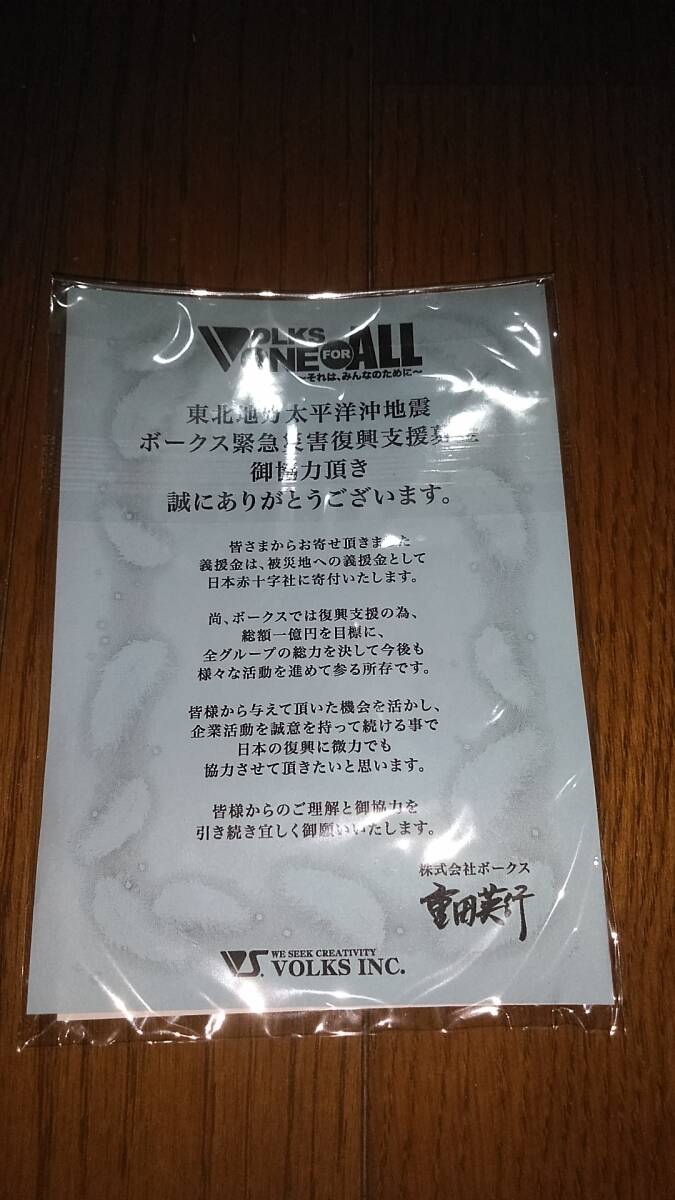 VOLKS
ONE FOR ALL
~それは、みんなのために~
東北地方太平洋沖地震
ボークス緊急災害復興支援募金
御協力頂き
誠にありがとうございます。
皆さまからお寄せ頂きました
義援金は、被災地への義援金として
日本赤十字社に寄付いたします。
尚、ボークスでは復興支援の為、
総額一億円を目標に、
全グループの総力を決して今後も
様々な活動を進めて参る所存です。
皆様から与えて頂いた機会を活かし、
企業活動を誠意を持って続ける事で
日本の復興に微力でも
協力させて頂きたいと思います。
皆様からのご理解と御協力を
引き続き宜しく御願いいたします。
株式会社ボークス
重田英行
VS. WE SEEK CREATIVITY
VOLKS INC.